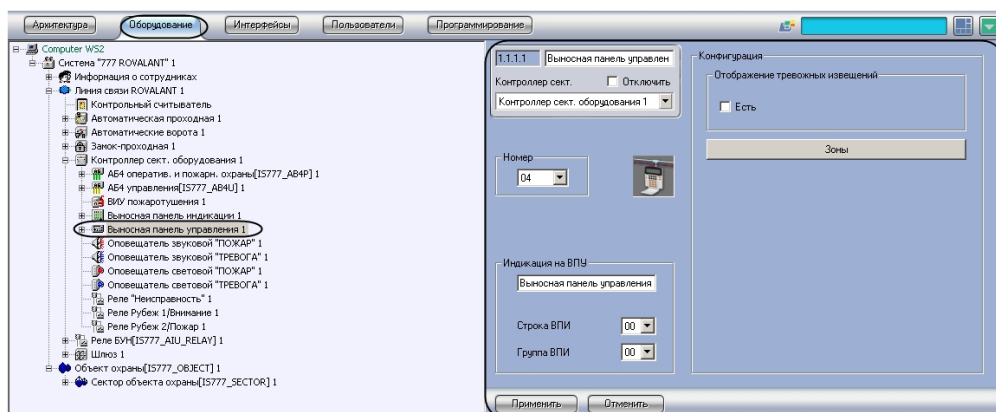 Архитектура Оборудование Интерфейсы Пользователи Программирование
Computer WS2
Система "777 ROVALANT" 1
Информация о сотрудниках
Линия связи ROVALANT 1
Контрольный считыватель
Автоматическая проходная 1
Автоматические ворота 1
Замок-проходная 1
Контроллер сект. оборудования 1
АБ4 оператив. и пожарн. охраны[IS777_AB4P] 1
АБ4 управления[IS777_AB4U] 1
ВИУ пожаротушения 1
Выносная панель индикации 1
Выносная панель управления 1
Оповещатель звуковой "ПОЖАР" 1
Оповещатель звуковой "ТРЕВОГА" 1
Оповещатель световой "ПОЖАР" 1
Оповещатель световой "ТРЕВОГА" 1
Реле "Неисправность" 1
Реле Рубеж 1/Внимание 1
Реле Рубеж 2/Пожар 1
Реле БУН[IS777_AIU_RELAY] 1
Шлюз 1
Объект охраны[IS777_OBJECT] 1
Сектор объекта охраны[IS777_SECTOR] 1
1.1.1.1 Выносная панель управлен
Контроллер сект. Отключить
Контроллер сект. оборудования 1
Номер
04
Индикация на ВПУ
Выносная панель управления
Строка ВПИ 00
Группа ВПИ 00
Конфигурация
Отображение тревожных извещений
Есть
Зоны
Применить Отменить